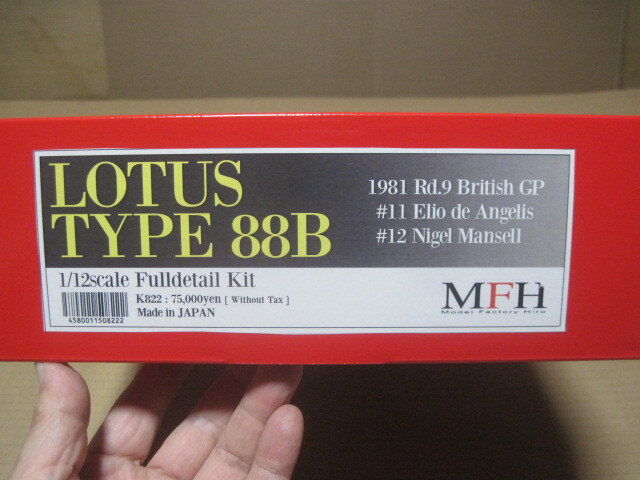 LOTUS
TYPE 88B
1981 Rd.9 British GP
#11 Elio de Angelis
#12 Nigel Mansell
1/12scale Fulldetail Kit
K822 : 75,000yen [ Without Tax ]
Made in JAPAN
4580011508222
MFH
Model Factory Hiro